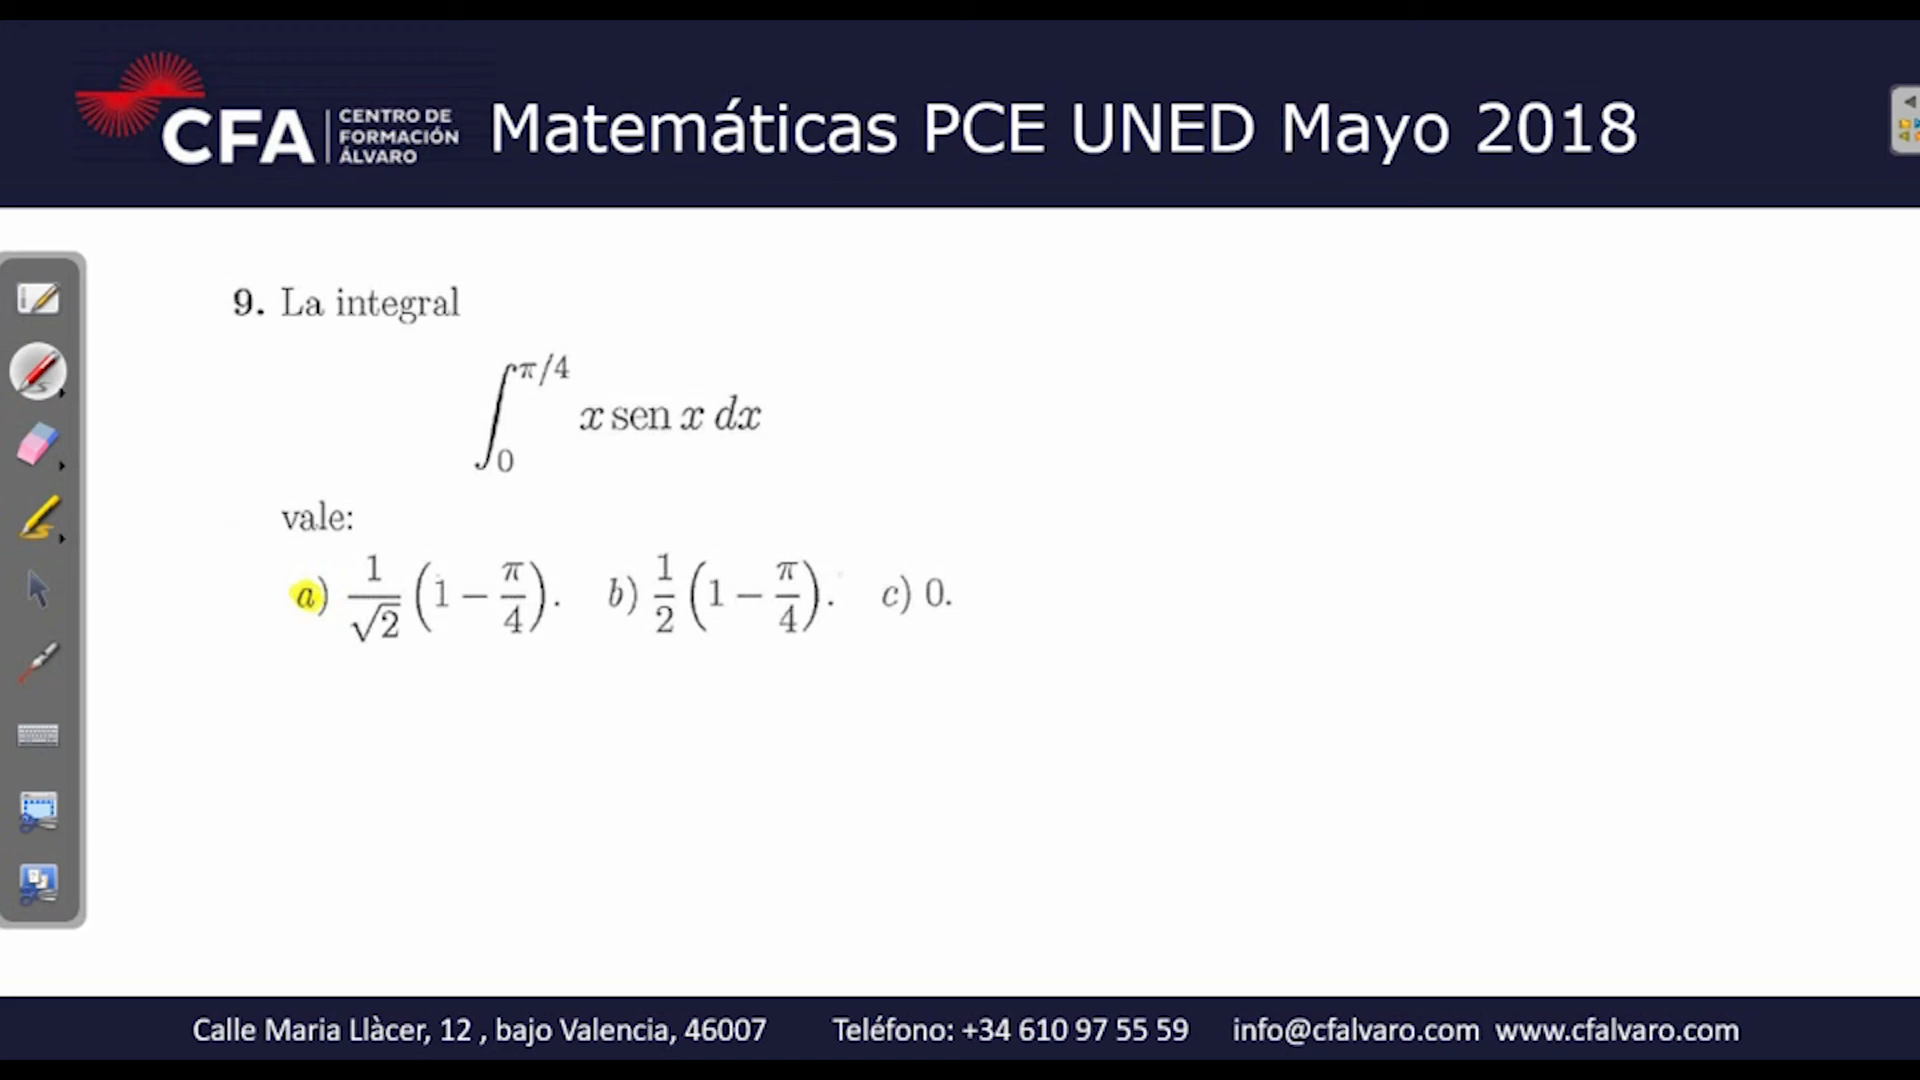 CFA
CENTRO DE
FORMACIÓN
ÁLVARO
Matemáticas PCE UNED Mayo 2018
9. La integral
∫₀^{π/4} x sen x dx
vale:
a) 1/√2 (1 − π/4). b) 1/2 (1 − π/4). c) 0.
Calle Maria Llàcer, 12 , bajo Valencia, 46007 Teléfono: +34 610 97 55 59 info@cfalvaro.com www.cfalvaro.com